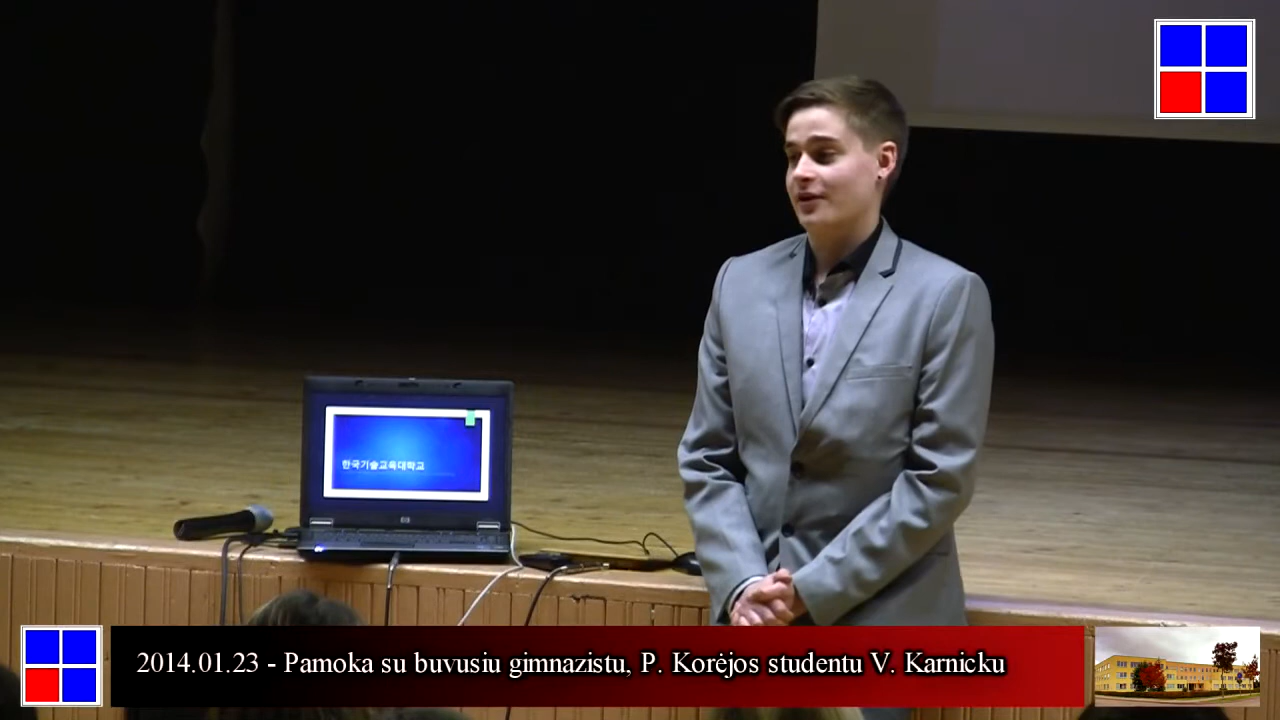 한국기술교육대학교
2014.01.23 - Pamoka su buvusiu gimnazistu, P. Korėjos studentu V. Karnicku